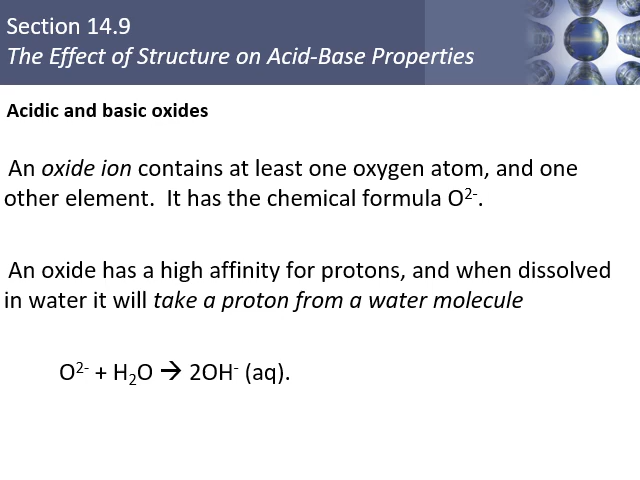 Section 14.9
The Effect of Structure on Acid-Base Properties
Acidic and basic oxides
An oxide ion contains at least one oxygen atom, and one
other element.  It has the chemical formula O²⁻.
An oxide has a high affinity for protons, and when dissolved
in water it will take a proton from a water molecule
O²⁻ + H₂O → 2OH⁻ (aq).